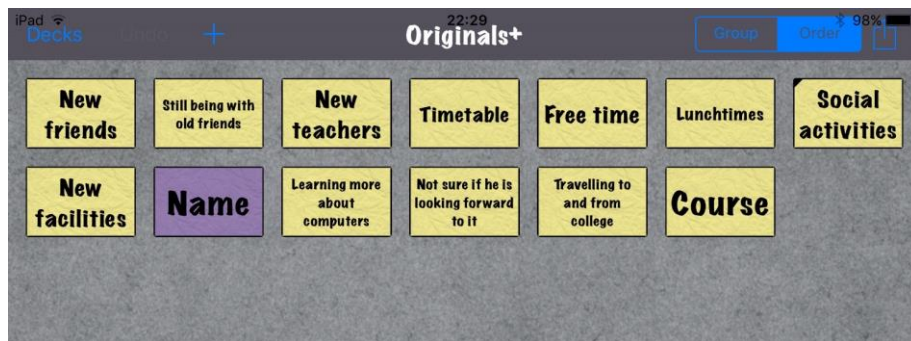 iPad 22:29 98%
Decks Undo + Originals+ Group Order
New friends
Still being with old friends
New teachers
Timetable
Free time
Lunchtimes
Social activities
New facilities
Name
Learning more about computers
Not sure if he is looking forward to it
Travelling to and from college
Course